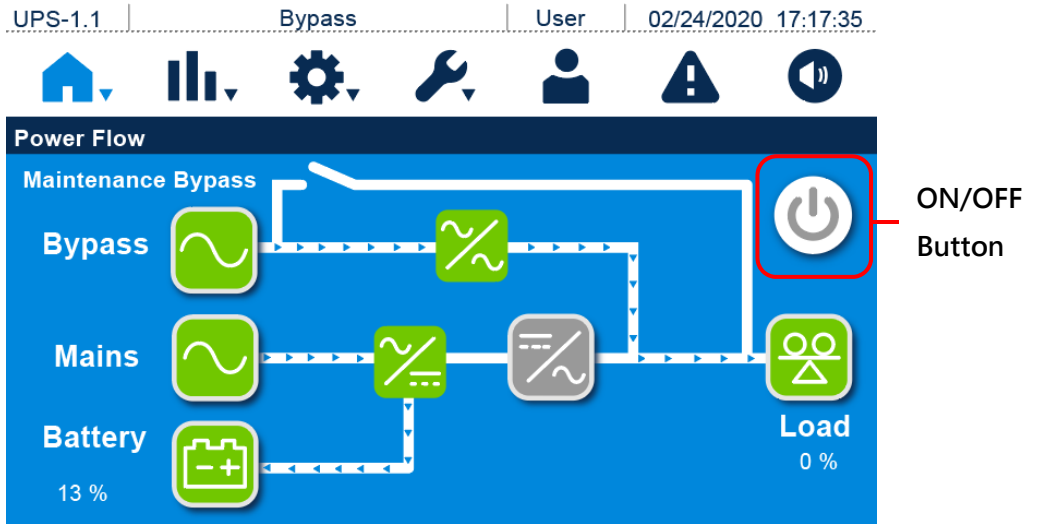 UPS-1.1 Bypass User 02/24/2020 17:17:35
Power Flow
Maintenance Bypass
Bypass
ON/OFF
Button
Mains
Battery
13 %
Load
0 %